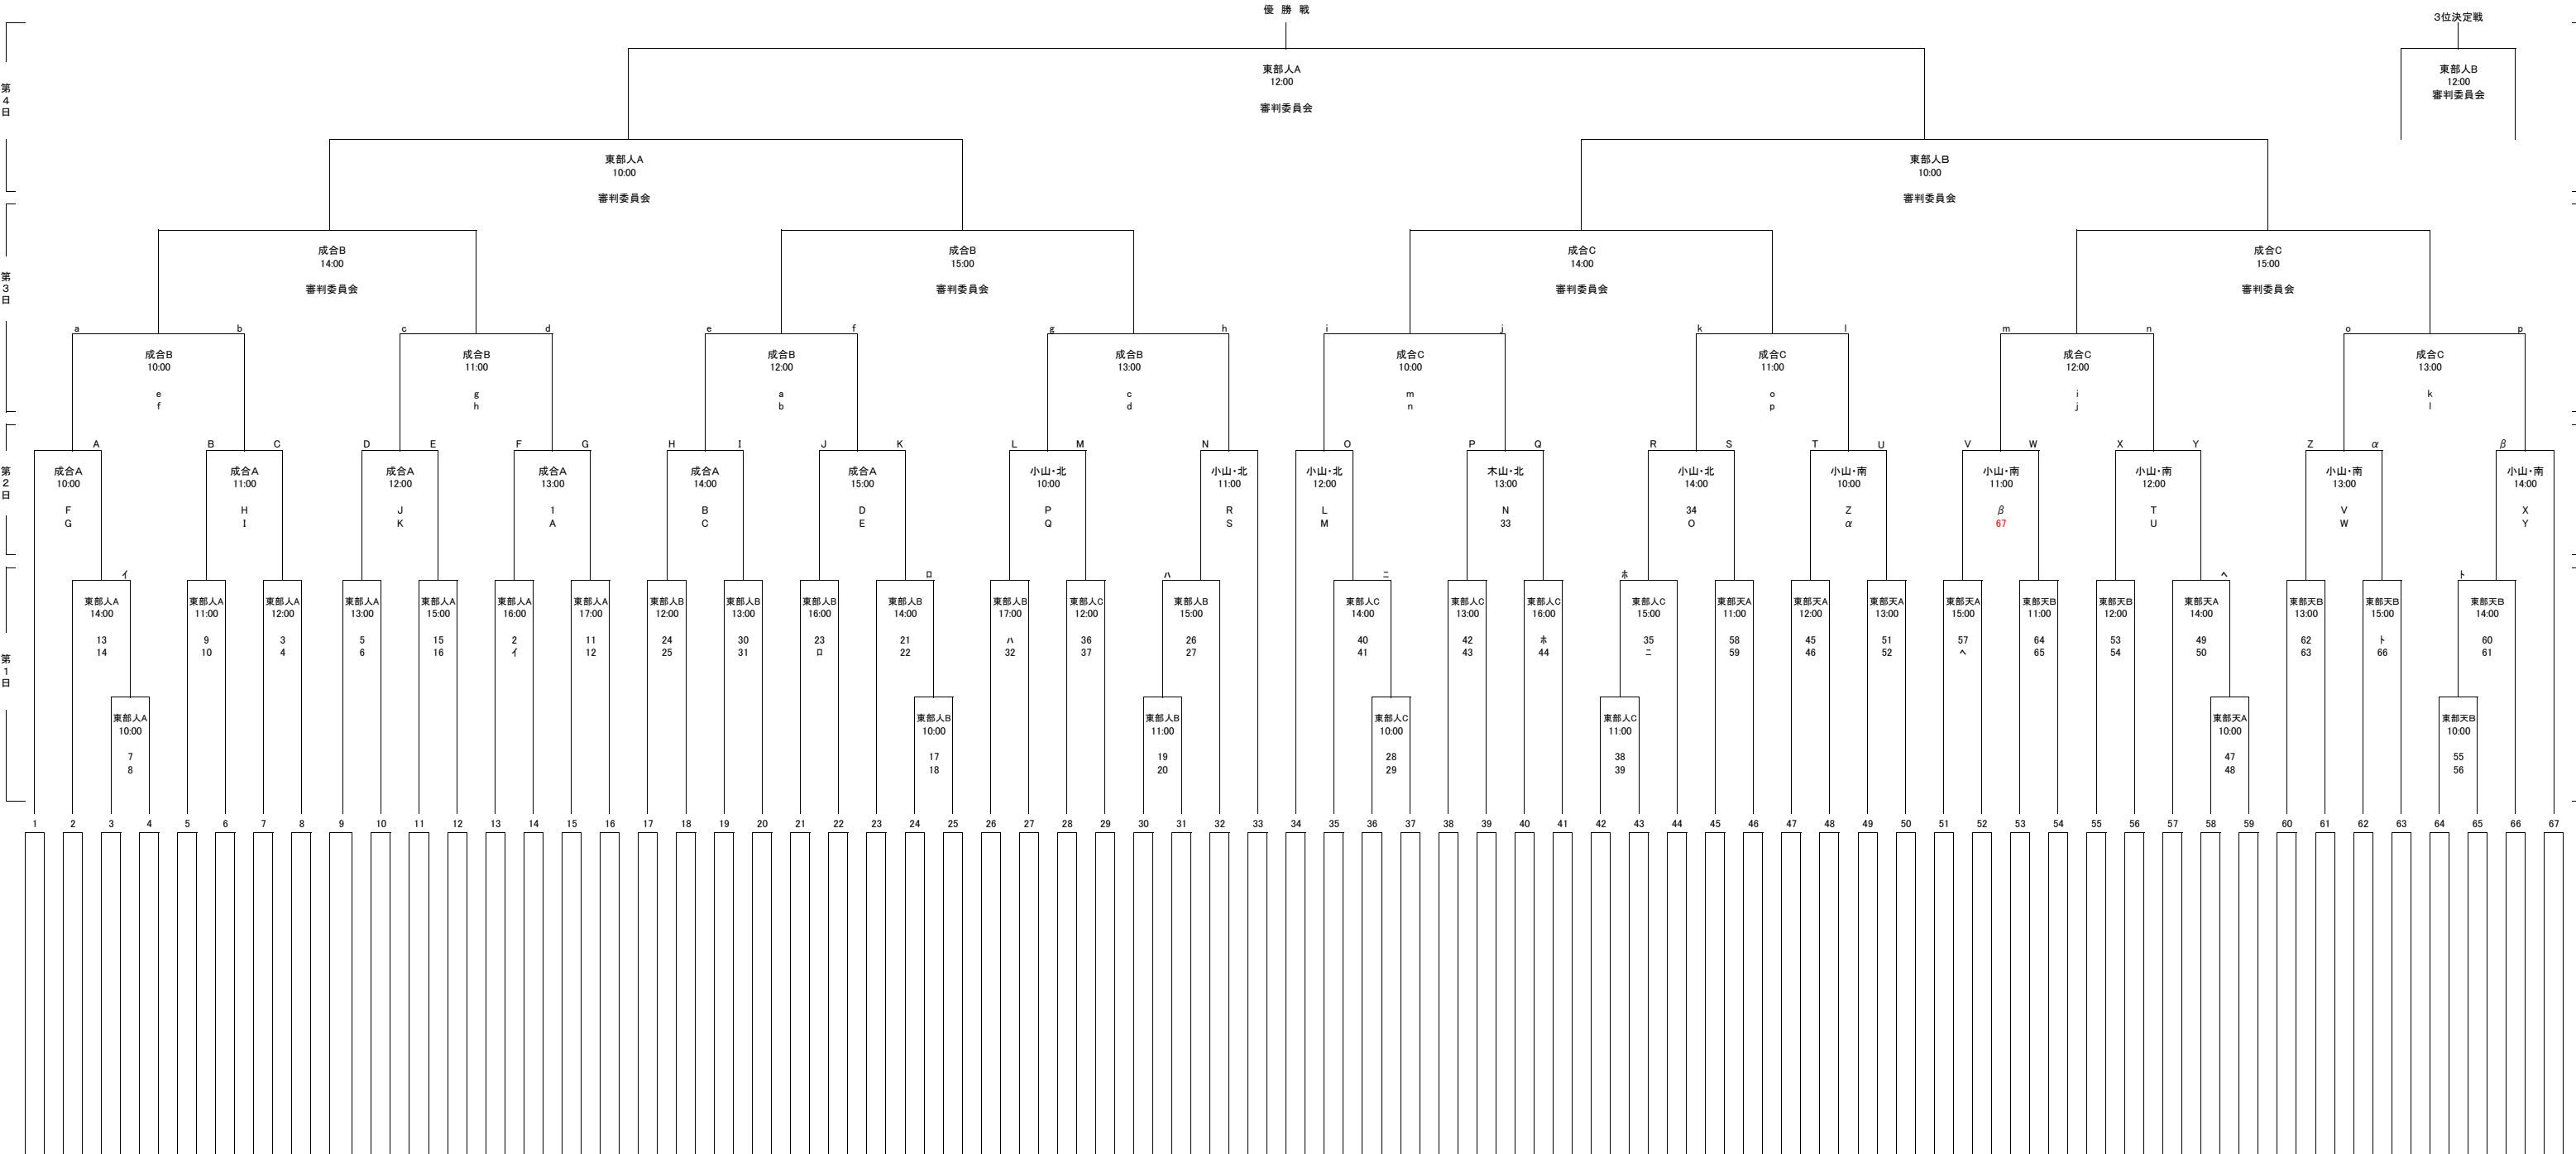 優 勝 戦
3位決定戦
東部人A
12:00
審判委員会
東部人B
12:00
審判委員会
第4日
東部人A
10:00
審判委員会
東部人B
10:00
審判委員会
第3日
成合B
14:00
審判委員会
成合B
15:00
審判委員会
成合C
14:00
審判委員会
成合C
15:00
審判委員会
a b c d e f g h i j k l m n o p
成合B
10:00
e
f
成合B
11:00
g
h
成合B
12:00
a
b
成合B
13:00
c
d
成合C
10:00
m
n
成合C
11:00
o
p
成合C
12:00
i
j
成合C
13:00
k
l
第2日
A B C D E F G H I J K L M N O P Q R S T U V W X Y Z α β
成合A
10:00
F
G
成合A
11:00
H
I
成合A
12:00
J
K
成合A
13:00
1
A
成合A
14:00
B
C
成合A
15:00
D
E
小山・北
10:00
P
Q
小山・北
11:00
R
S
小山・北
12:00
L
M
木山・北
13:00
N
33
小山・北
14:00
34
O
小山・南
10:00
Z
α
小山・南
11:00
β
67
小山・南
12:00
T
U
小山・南
13:00
V
W
小山・南
14:00
X
Y
第1日
イ ロ ハ ニ ホ ヘ ト
東部人A
14:00
13
14
東部人A
11:00
9
10
東部人A
12:00
3
4
東部人A
13:00
5
6
東部人A
15:00
15
16
東部人A
16:00
2
イ
東部人A
17:00
11
12
東部人B
12:00
24
25
東部人B
13:00
30
31
東部人B
16:00
23
ロ
東部人B
14:00
21
22
東部人B
17:00
ハ
32
東部人C
12:00
36
37
東部人B
15:00
26
27
東部人C
14:00
40
41
東部人C
13:00
42
43
東部人C
16:00
ホ
44
東部人C
15:00
35
ニ
東部天A
11:00
58
59
東部天A
12:00
45
46
東部天A
13:00
51
52
東部天A
15:00
57
ヘ
東部天B
11:00
64
65
東部天B
12:00
53
54
東部天A
14:00
49
50
東部天B
13:00
62
63
東部天B
15:00
ト
66
東部天B
14:00
60
61
東部人A
10:00
7
8
東部人B
10:00
17
18
東部人B
11:00
19
20
東部人C
10:00
28
29
東部人C
11:00
38
39
東部天A
10:00
47
48
東部天B
10:00
55
56
1 2 3 4 5 6 7 8 9 10 11 12 13 14 15 16 17 18 19 20 21 22 23 24 25 26 27 28 29 30 31 32 33 34 35 36 37 38 39 40 41 42 43 44 45 46 47 48 49 50 51 52 53 54 55 56 57 58 59 60 61 62 63 64 65 66 67